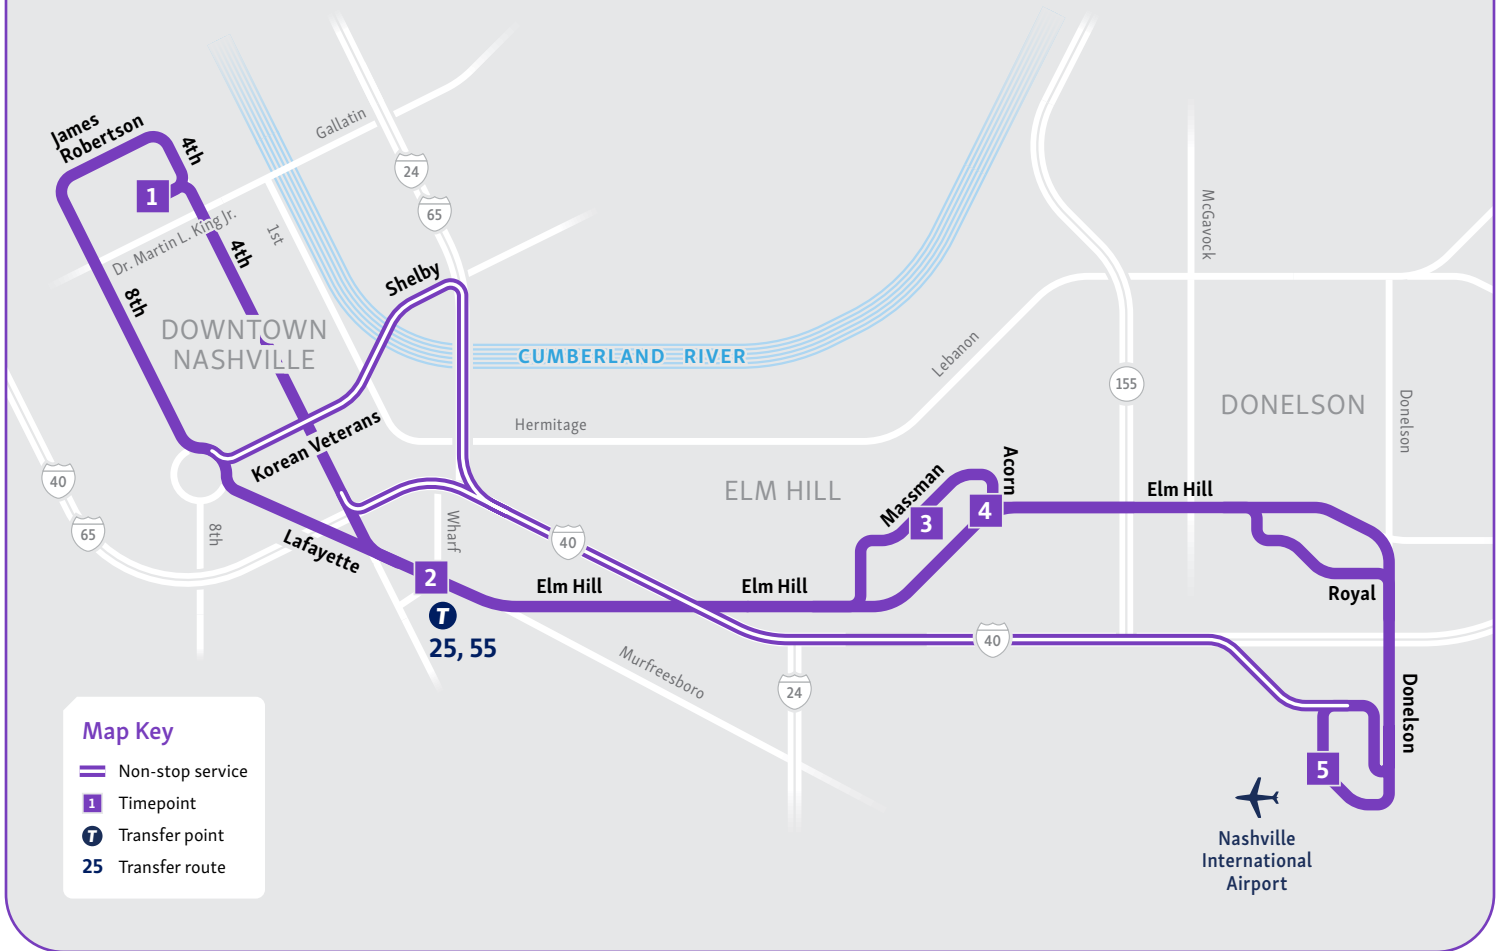 James
Robertson
4th
Gallatin
24
65
1
Dr. Martin L. King Jr.
1st
4th
McGavock
8th
Shelby
DOWNTOWN
NASHVILLE
CUMBERLAND RIVER
Lebanon
155
DONELSON
Donelson
Korean Veterans
Hermitage
40
65
8th
Lafayette
Wharf
ELM HILL
Massman
Acorn
3
4
Elm Hill
40
2
Elm Hill
Elm Hill
Royal
T
25, 55
Murfreesboro
40
24
Donelson
5
Nashville
International
Airport
Map Key
Non-stop service
1 Timepoint
T Transfer point
25 Transfer route